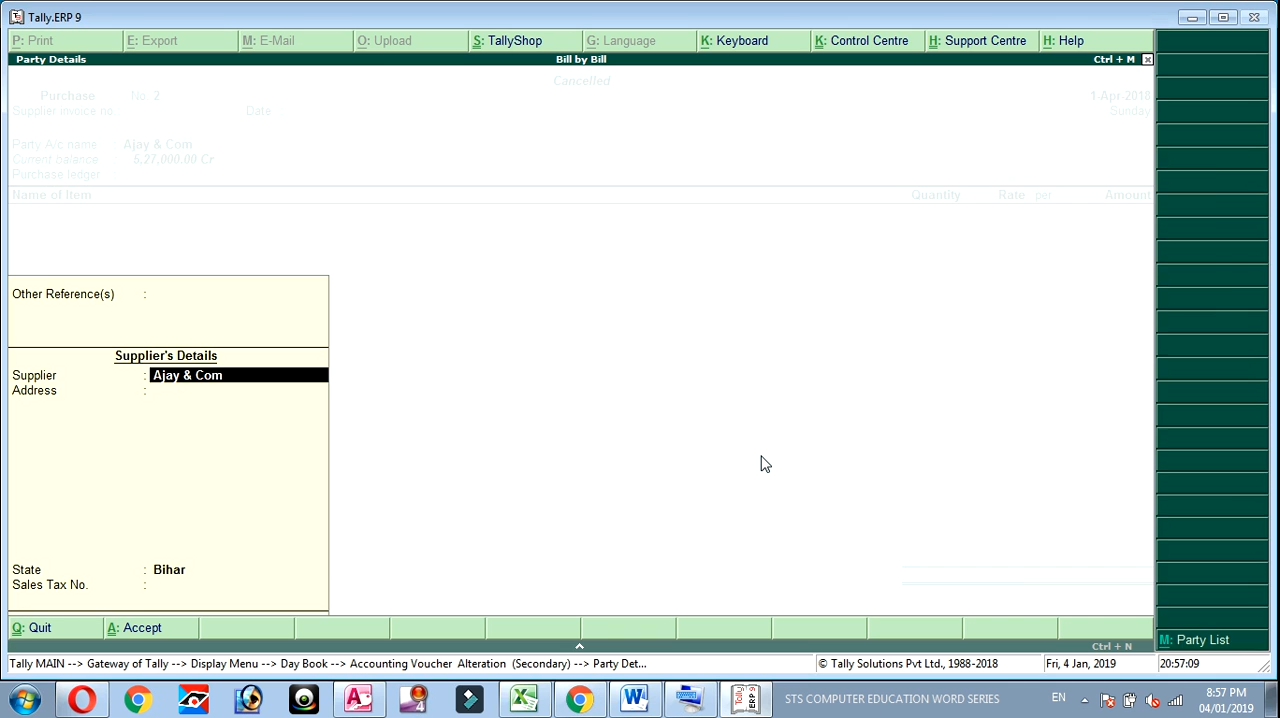 Tally.ERP 9
P: Print E: Export M: E-Mail O: Upload S: TallyShop G: Language K: Keyboard K: Control Centre H: Support Centre H: Help
Party Details Bill by Bill Ctrl + M
Cancelled
Purchase No. 2 1-Apr-2018
Supplier invoice no. Date Sunday
Party A/c name Ajay & Com
Current balance 5,27,000.00 Cr
Purchase ledger
Name of Item Quantity Rate per Amount
Other Reference(s) :
Supplier's Details
Supplier : Ajay & Com
Address :
State : Bihar
Sales Tax No. :
Q: Quit A: Accept
M: Party List
Ctrl + N
Tally MAIN --> Gateway of Tally --> Display Menu --> Day Book --> Accounting Voucher Alteration (Secondary) --> Party Det... © Tally Solutions Pvt Ltd., 1988-2018 Fri, 4 Jan, 2019 20:57:09
STS COMPUTER EDUCATION WORD SERIES EN 8:57 PM
04/01/2019